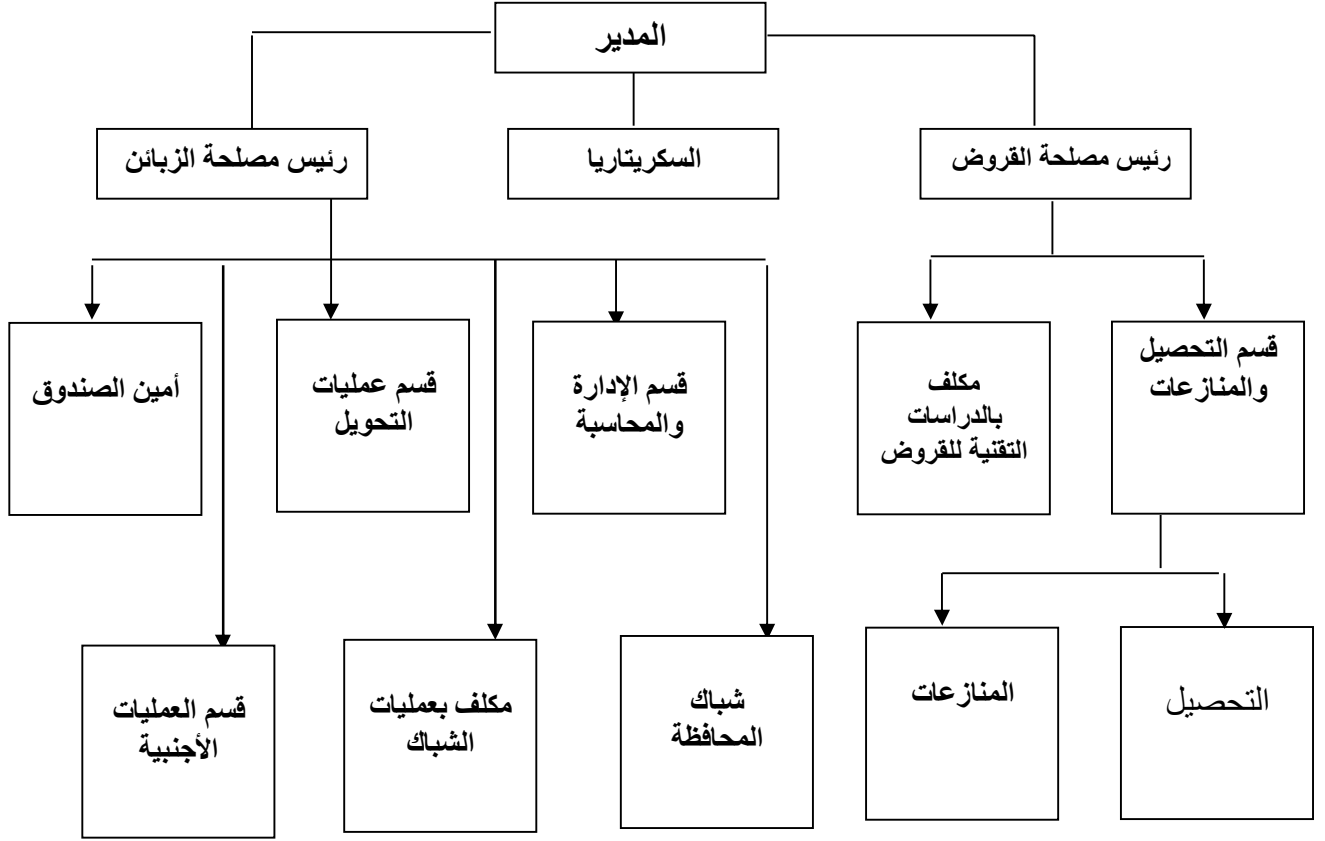 المدير
رئيس مصلحة القروض
السكريتاريا
رئيس مصلحة الزبائن
قسم التحصيل
والمنازعات
مكلف
بالدراسات
التقنية للقروض
قسم الإدارة
والمحاسبة
قسم عمليات
التحويل
أمين الصندوق
التحصيل
المنازعات
شباك
المحافظة
مكلف بعمليات
الشباك
قسم العمليات
الأجنبية